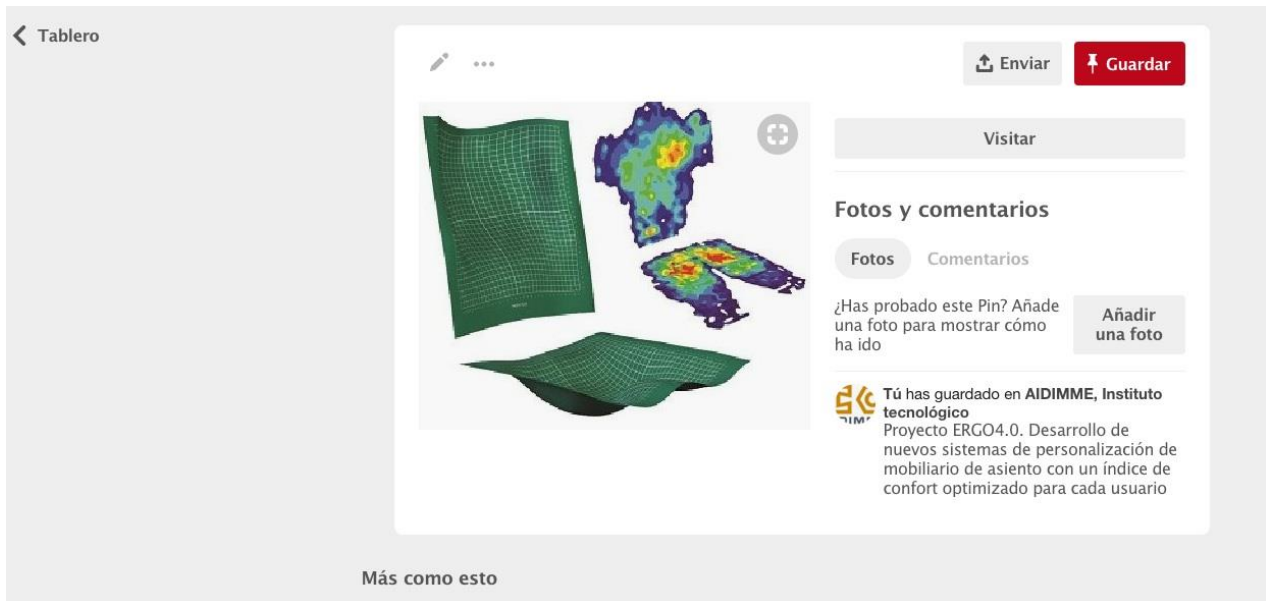 Tablero
Enviar
Guardar
Visitar
Fotos y comentarios
Fotos
Comentarios
¿Has probado este Pin? Añade
una foto para mostrar cómo
ha ido
Añadir
una foto
Tú has guardado en AIDIMME, Instituto
tecnológico
Proyecto ERGO4.0. Desarrollo de
nuevos sistemas de personalización de
mobiliario de asiento con un índice de
confort optimizado para cada usuario
Más como esto